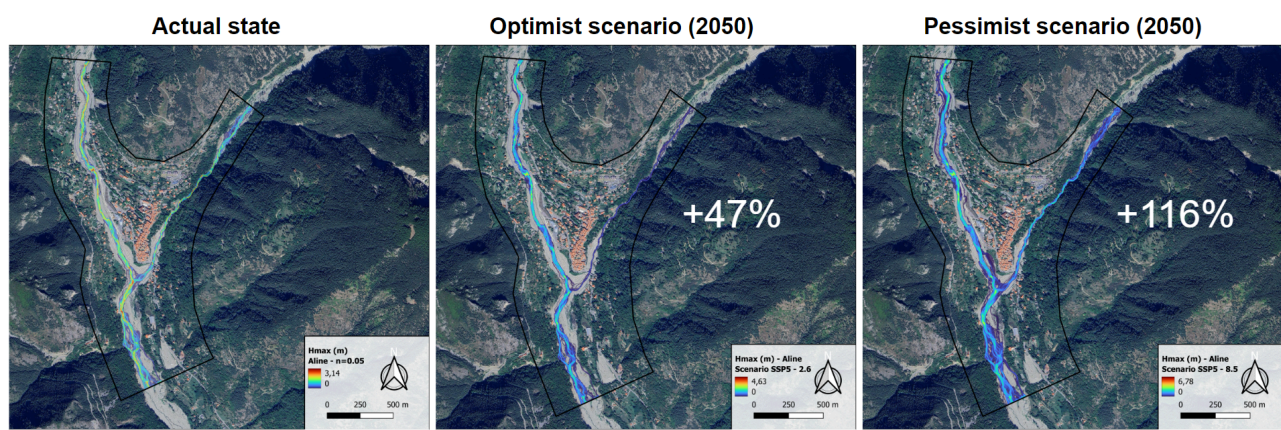 Actual state
Optimist scenario (2050)
Pessimist scenario (2050)
+47%
+116%
Hmax (m)
Aline - n=0.05
3,14
0
N
0 250 500 m
Hmax (m) - Aline
Scenario SSP5 - 2.6
4,63
0
N
0 250 500 m
Hmax (m) - Aline
Scenario SSP5 - 8.5
6,78
0
N
0 250 500 m